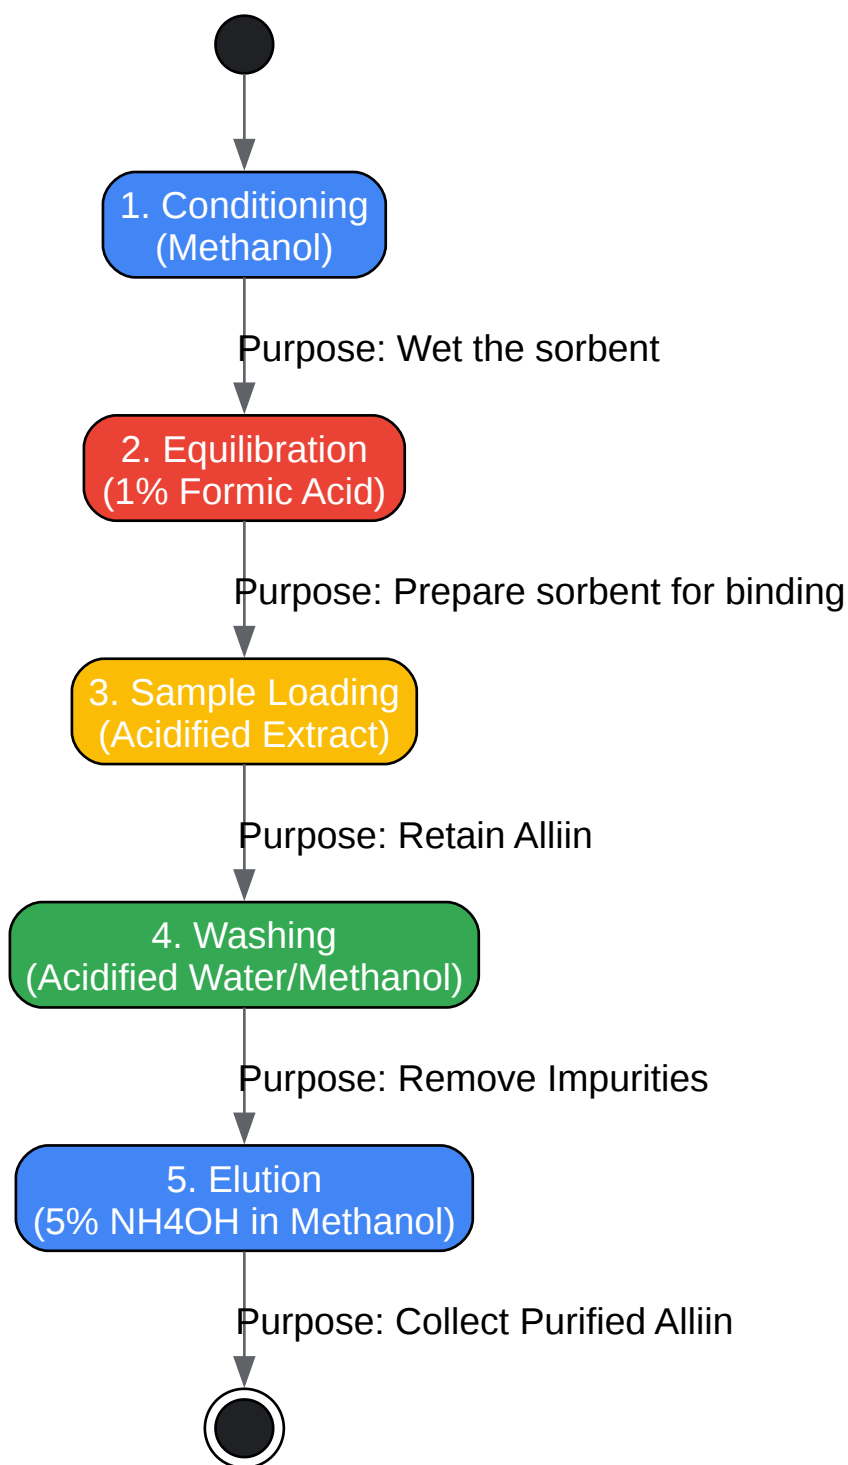 1. Conditioning
(Methanol)
Purpose: Wet the sorbent
2. Equilibration
(1% Formic Acid)
Purpose: Prepare sorbent for binding
3. Sample Loading
(Acidified Extract)
Purpose: Retain Alliin
4. Washing
(Acidified Water/Methanol)
Purpose: Remove Impurities
5. Elution
(5% NH4OH in Methanol)
Purpose: Collect Purified Alliin